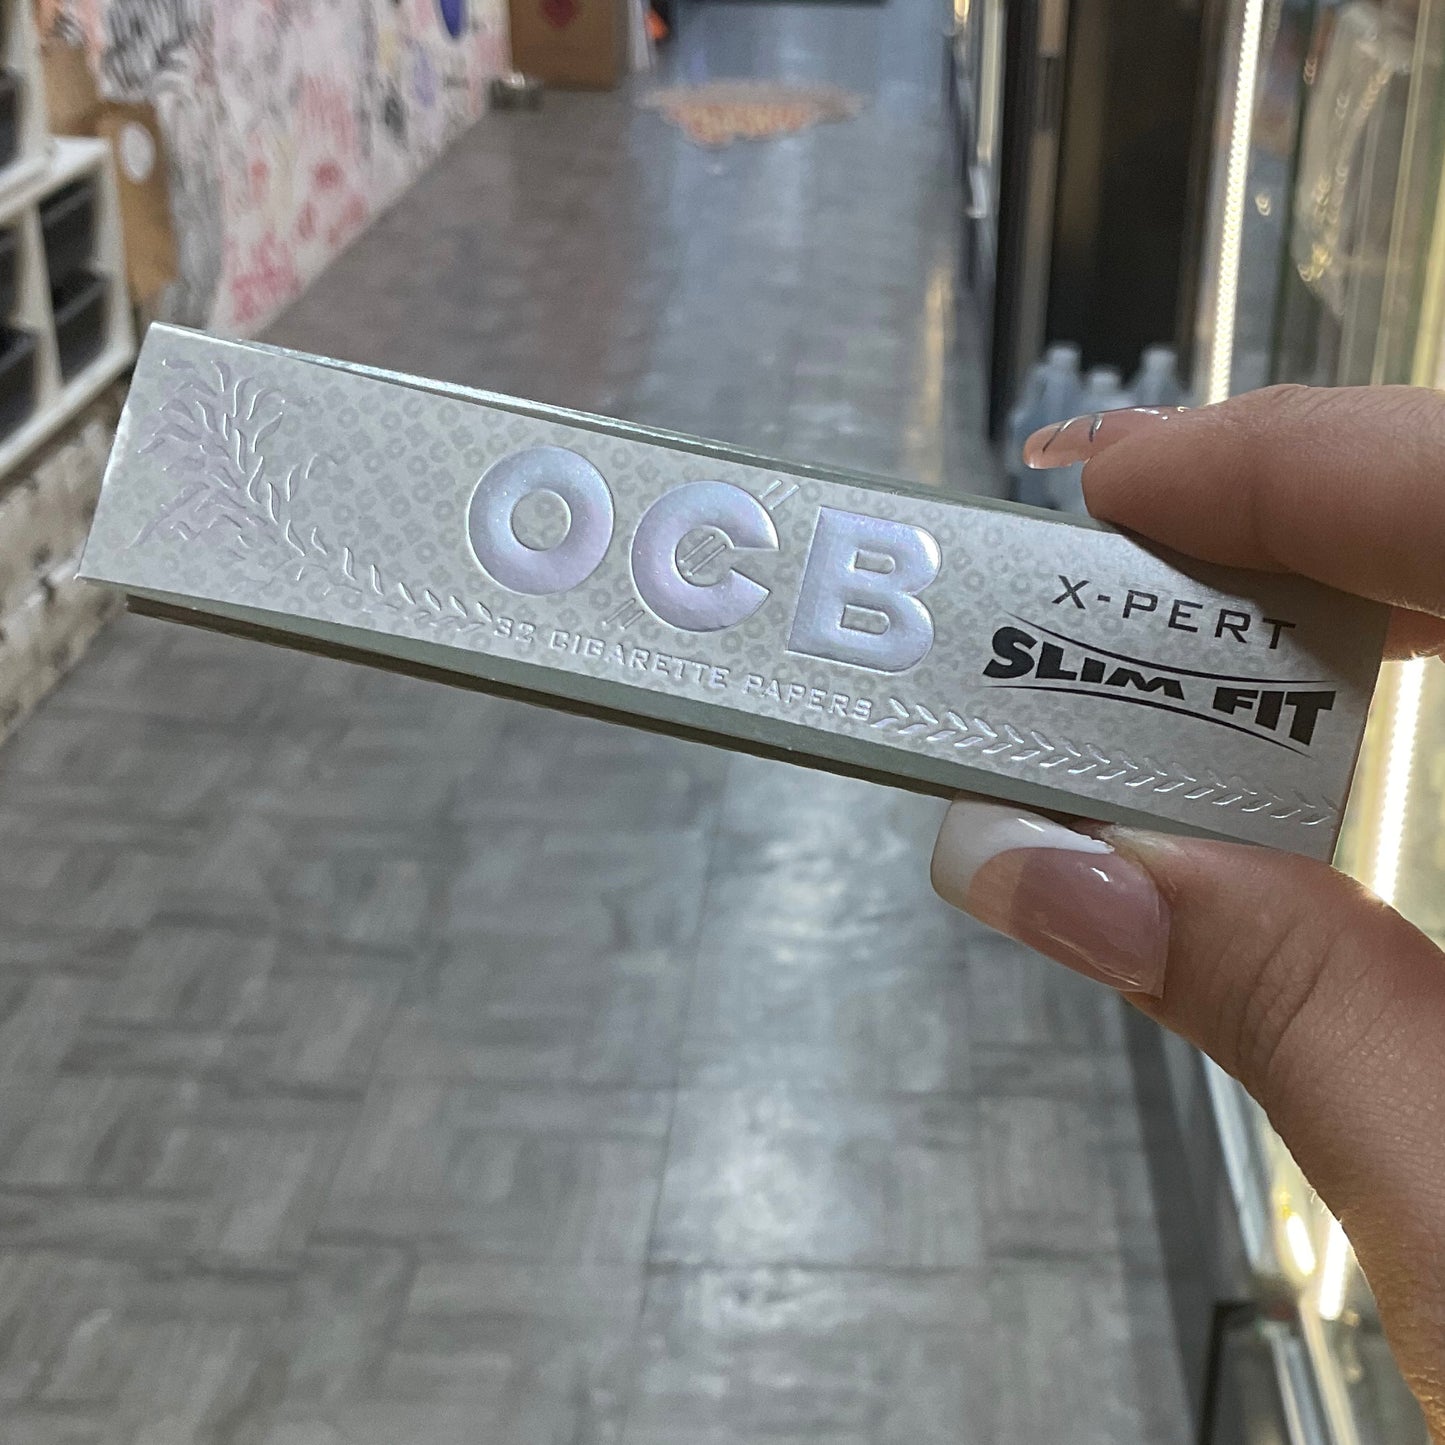 OCB
32 CIGARETTE PAPERS
X-PERT
SLIM FIT